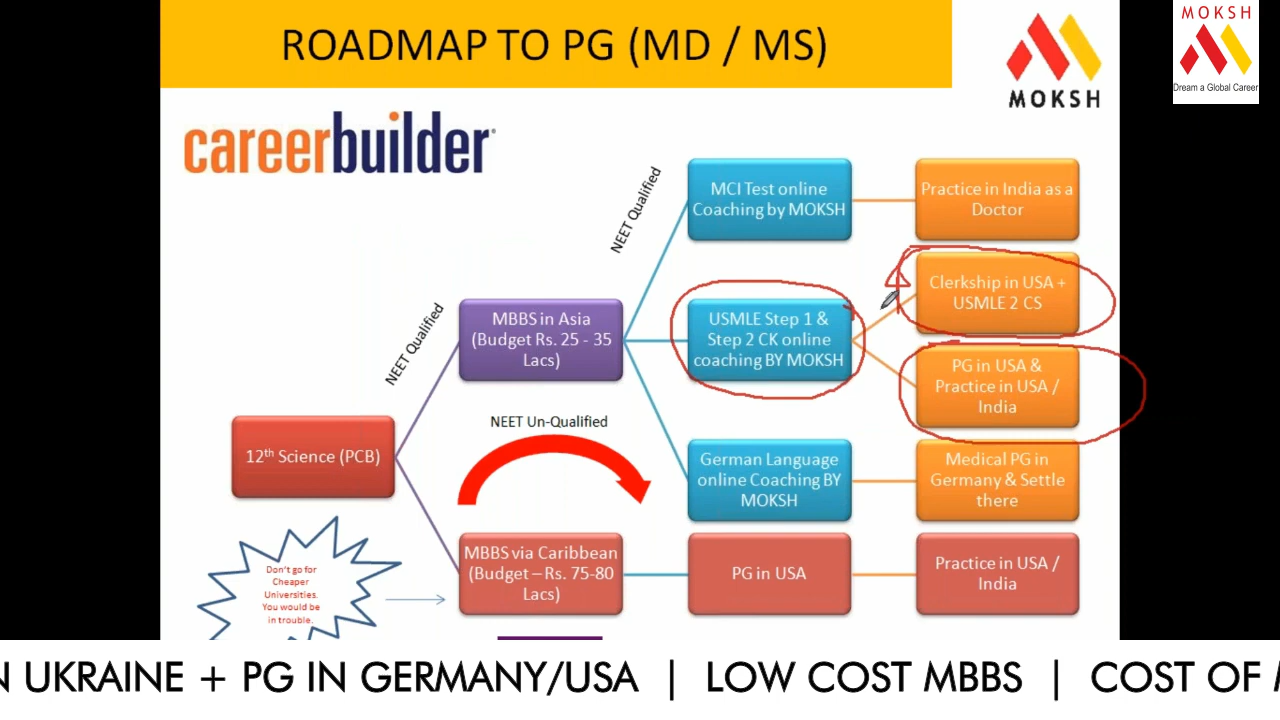 ROADMAP TO PG (MD / MS)
MOKSH
MOKSH
Dream a Global Career
careerbuilder
NEET Qualified
MCI Test online
Coaching by MOKSH
Practice in India as a
Doctor
Clerkship in USA +
USMLE 2 CS
NEET Qualified
MBBS in Asia
(Budget Rs. 25 - 35
Lacs)
USMLE Step 1 &
Step 2 CK online
coaching BY MOKSH
PG in USA &
Practice in USA /
India
NEET Un-Qualified
12th Science (PCB)
German Language
online Coaching BY
MOKSH
Medical PG in
Germany & Settle
there
Don't go for
Cheaper
Universities.
You would be
in trouble.
MBBS via Caribbean
(Budget – Rs. 75-80
Lacs)
PG in USA
Practice in USA /
India
UKRAINE + PG IN GERMANY/USA | LOW COST MBBS | COST OF